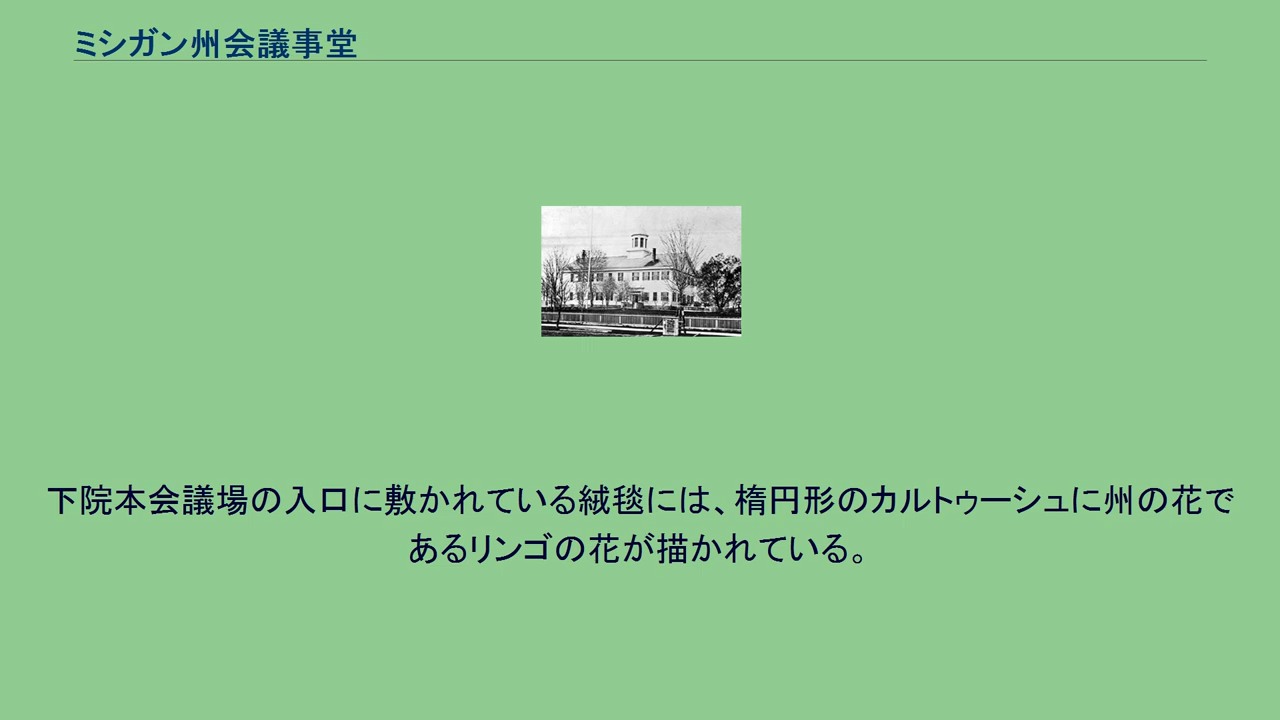 ミシガン州会議事堂
下院本会議場の入口に敷かれている絨毯には、楕円形のカルトゥーシュに州の花で
あるリンゴの花が描かれている。